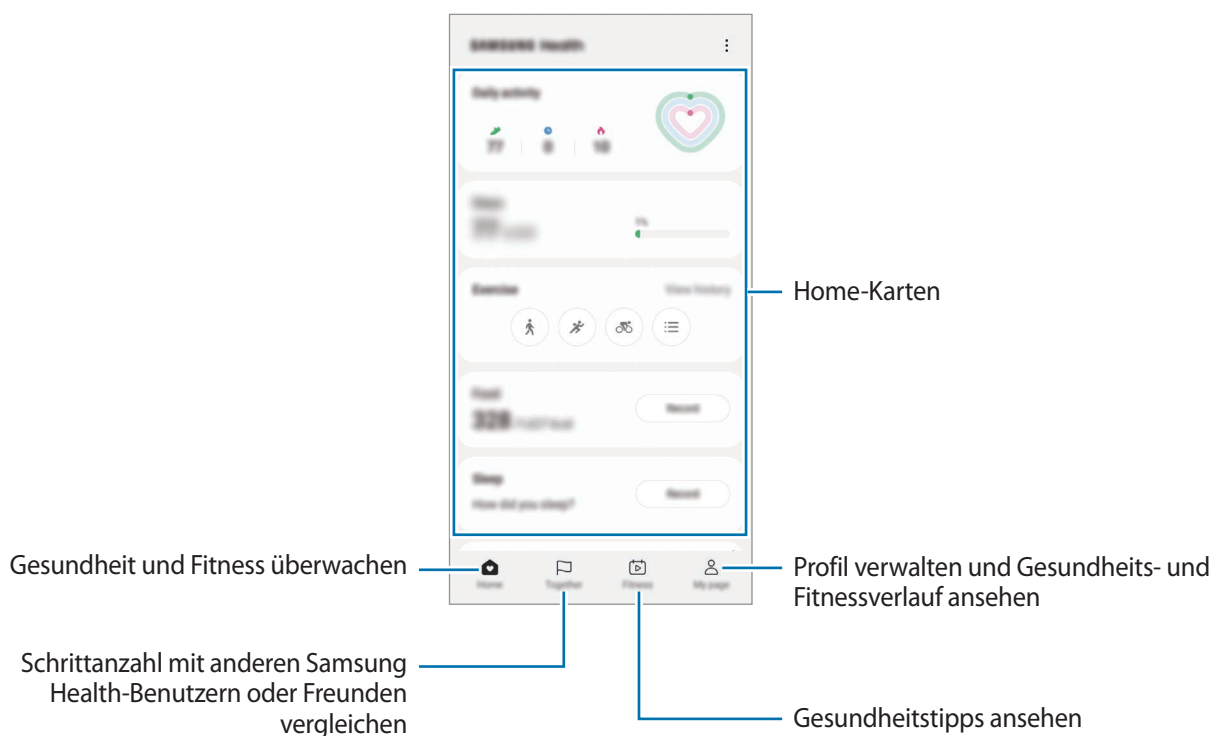 SAMSUNG Health
Daily activity
77 0 10
1%
Exercise View history
Food
328
Record
Sleep
How did you sleep?
Record
Home-Karten
Gesundheit und Fitness überwachen
Home Together Fitness My page
Profil verwalten und Gesundheits- und
Fitnessverlauf ansehen
Schrittanzahl mit anderen Samsung
Health-Benutzern oder Freunden
vergleichen
Gesundheitstipps ansehen